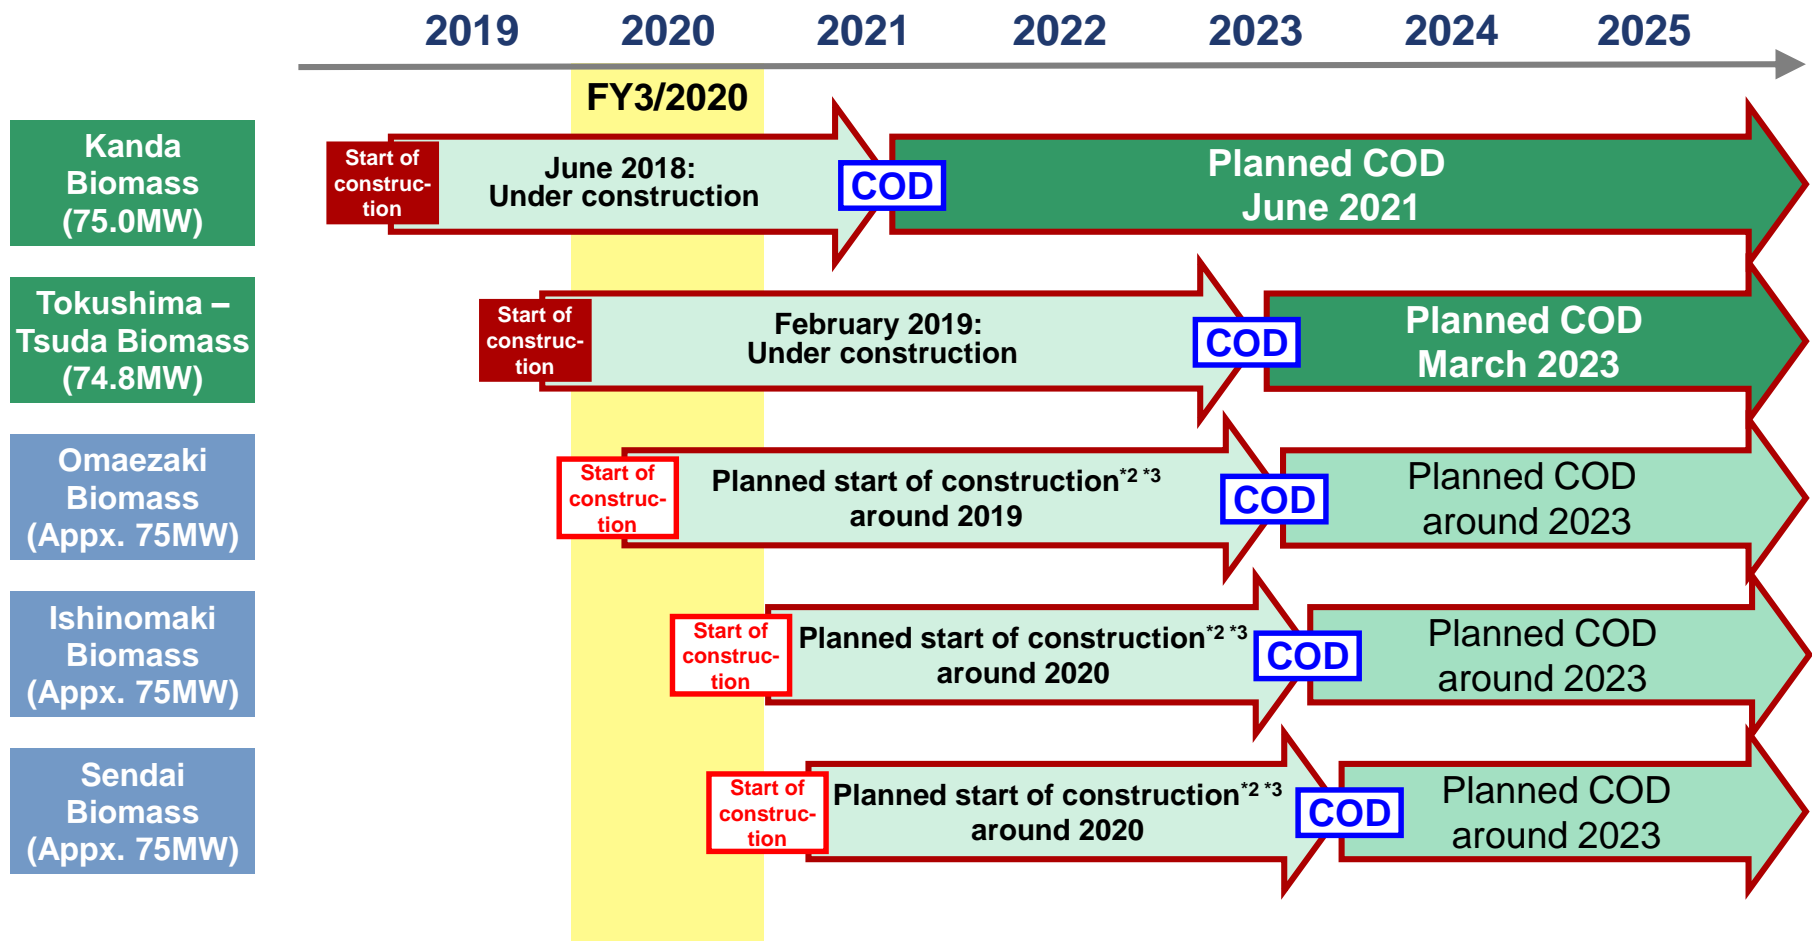 2019 2020 2021 2022 2023 2024 2025
FY3/2020
Kanda
Biomass
(75.0MW)
Start of
construc-
tion
June 2018:
Under construction
COD
Planned COD
June 2021
Tokushima –
Tsuda Biomass
(74.8MW)
Start of
construc-
tion
February 2019:
Under construction
COD
Planned COD
March 2023
Omaezaki
Biomass
(Appx. 75MW)
Start of
construc-
tion
Planned start of construction*2 *3
around 2019
COD
Planned COD
around 2023
Ishinomaki
Biomass
(Appx. 75MW)
Start of
construc-
tion
Planned start of construction*2 *3
around 2020
COD
Planned COD
around 2023
Sendai
Biomass
(Appx. 75MW)
Start of
construc-
tion
Planned start of construction*2 *3
around 2020
COD
Planned COD
around 2023